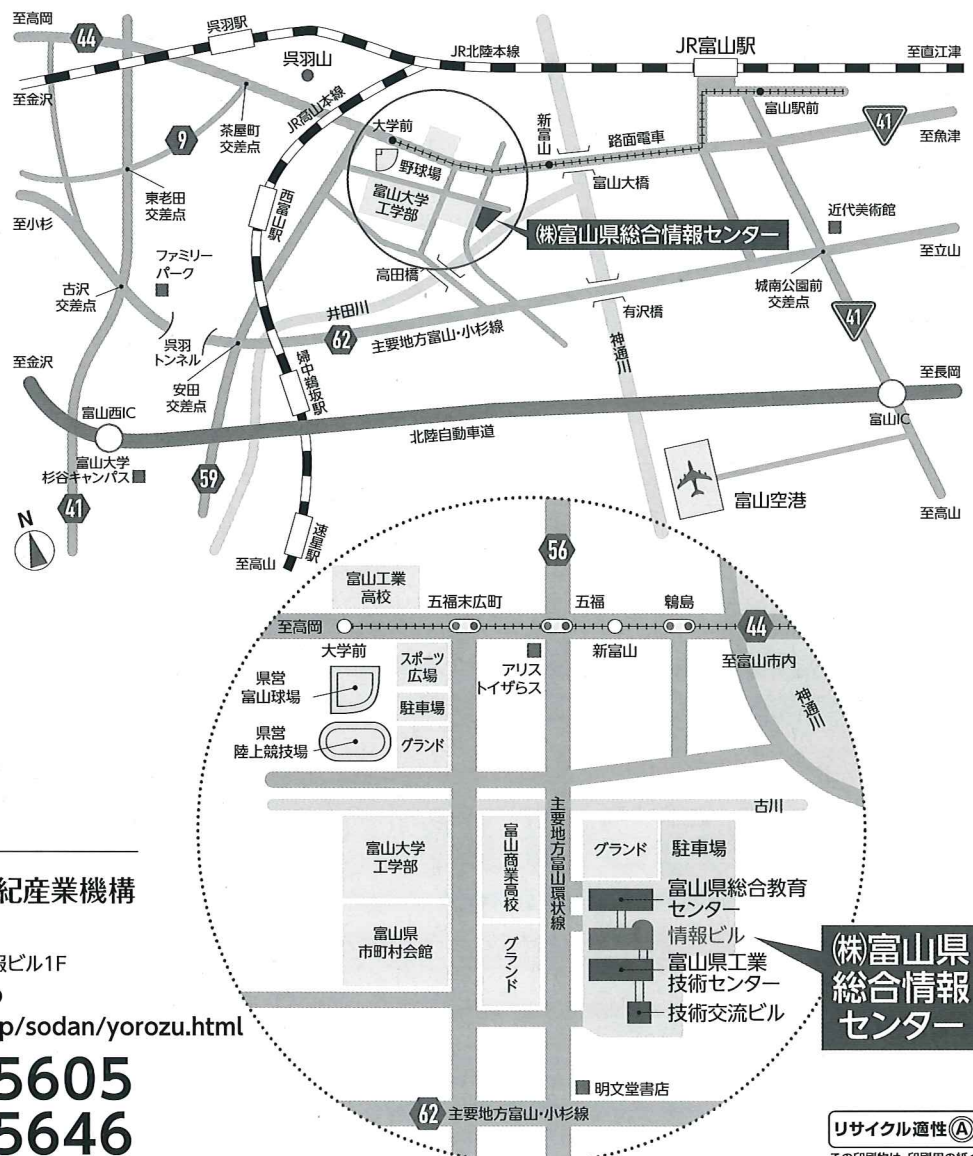 至高岡
44
呉羽駅
呉羽山
JR北陸本線
JR富山駅
至直江津
至金沢
9
茶屋町
交差点
JR高山本線
大学前
新富山
路面電車
富山駅前
41
至魚津
野球場
富山大学
工学部
富山大橋
東老田
交差点
西富山駅
至小杉
(株)富山県総合情報センター
近代美術館
至立山
ファミリー
パーク
高田橋
古沢
交差点
井田川
有沢橋
城南公園前
交差点
呉羽
トンネル
62
主要地方富山・小杉線
41
至金沢
安田
交差点
婦中鵜坂駅
神通川
至長岡
富山西IC
北陸自動車道
富山IC
富山大学
杉谷キャンパス
59
41
富山空港
N
速星駅
至高山
至高山
56
富山工業
高校
五福末広町
五福
鵯島
至高岡
44
大学前
スポーツ
広場
アリス
トイザらス
新富山
至富山市内
県営
富山球場
駐車場
神通川
県営
陸上競技場
グランド
古川
富山大学
工学部
富山商業高校
主要地方富山環状線
グランド
駐車場
紀産業機構
富山県総合教育
センター
富山県
市町村会館
グランド
情報ビル
報ビル1F
富山県工業
技術センター
(株)富山県
総合情報
センター
技術交流ビル
p/sodan/yorozu.html
5605
5646
明文堂書店
62
主要地方富山・小杉線
リサイクル適性Ⓐ